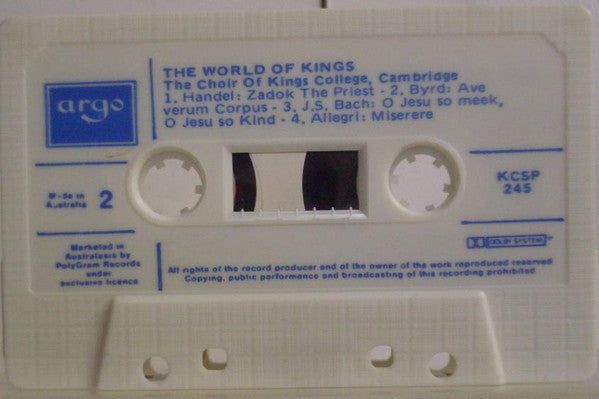 THE WORLD OF KINGS
The Choir Of Kings College, Cambridge
1. Handel: Zadok The Priest - 2. Byrd: Ave
verum Corpus - 3. J.S. Bach: O Jesu so meek,
O Jesu so Kind - 4. Allegri: Miserere
argo
KCSP
245
Made in
Australia
2
DOLBY SYSTEM
Marketed in
Australasia by
PolyGram Records
under
exclusive licence
All rights of the record producer and of the owner of the work reproduced reserved
Copying, public performance and broadcasting of this recording prohibited